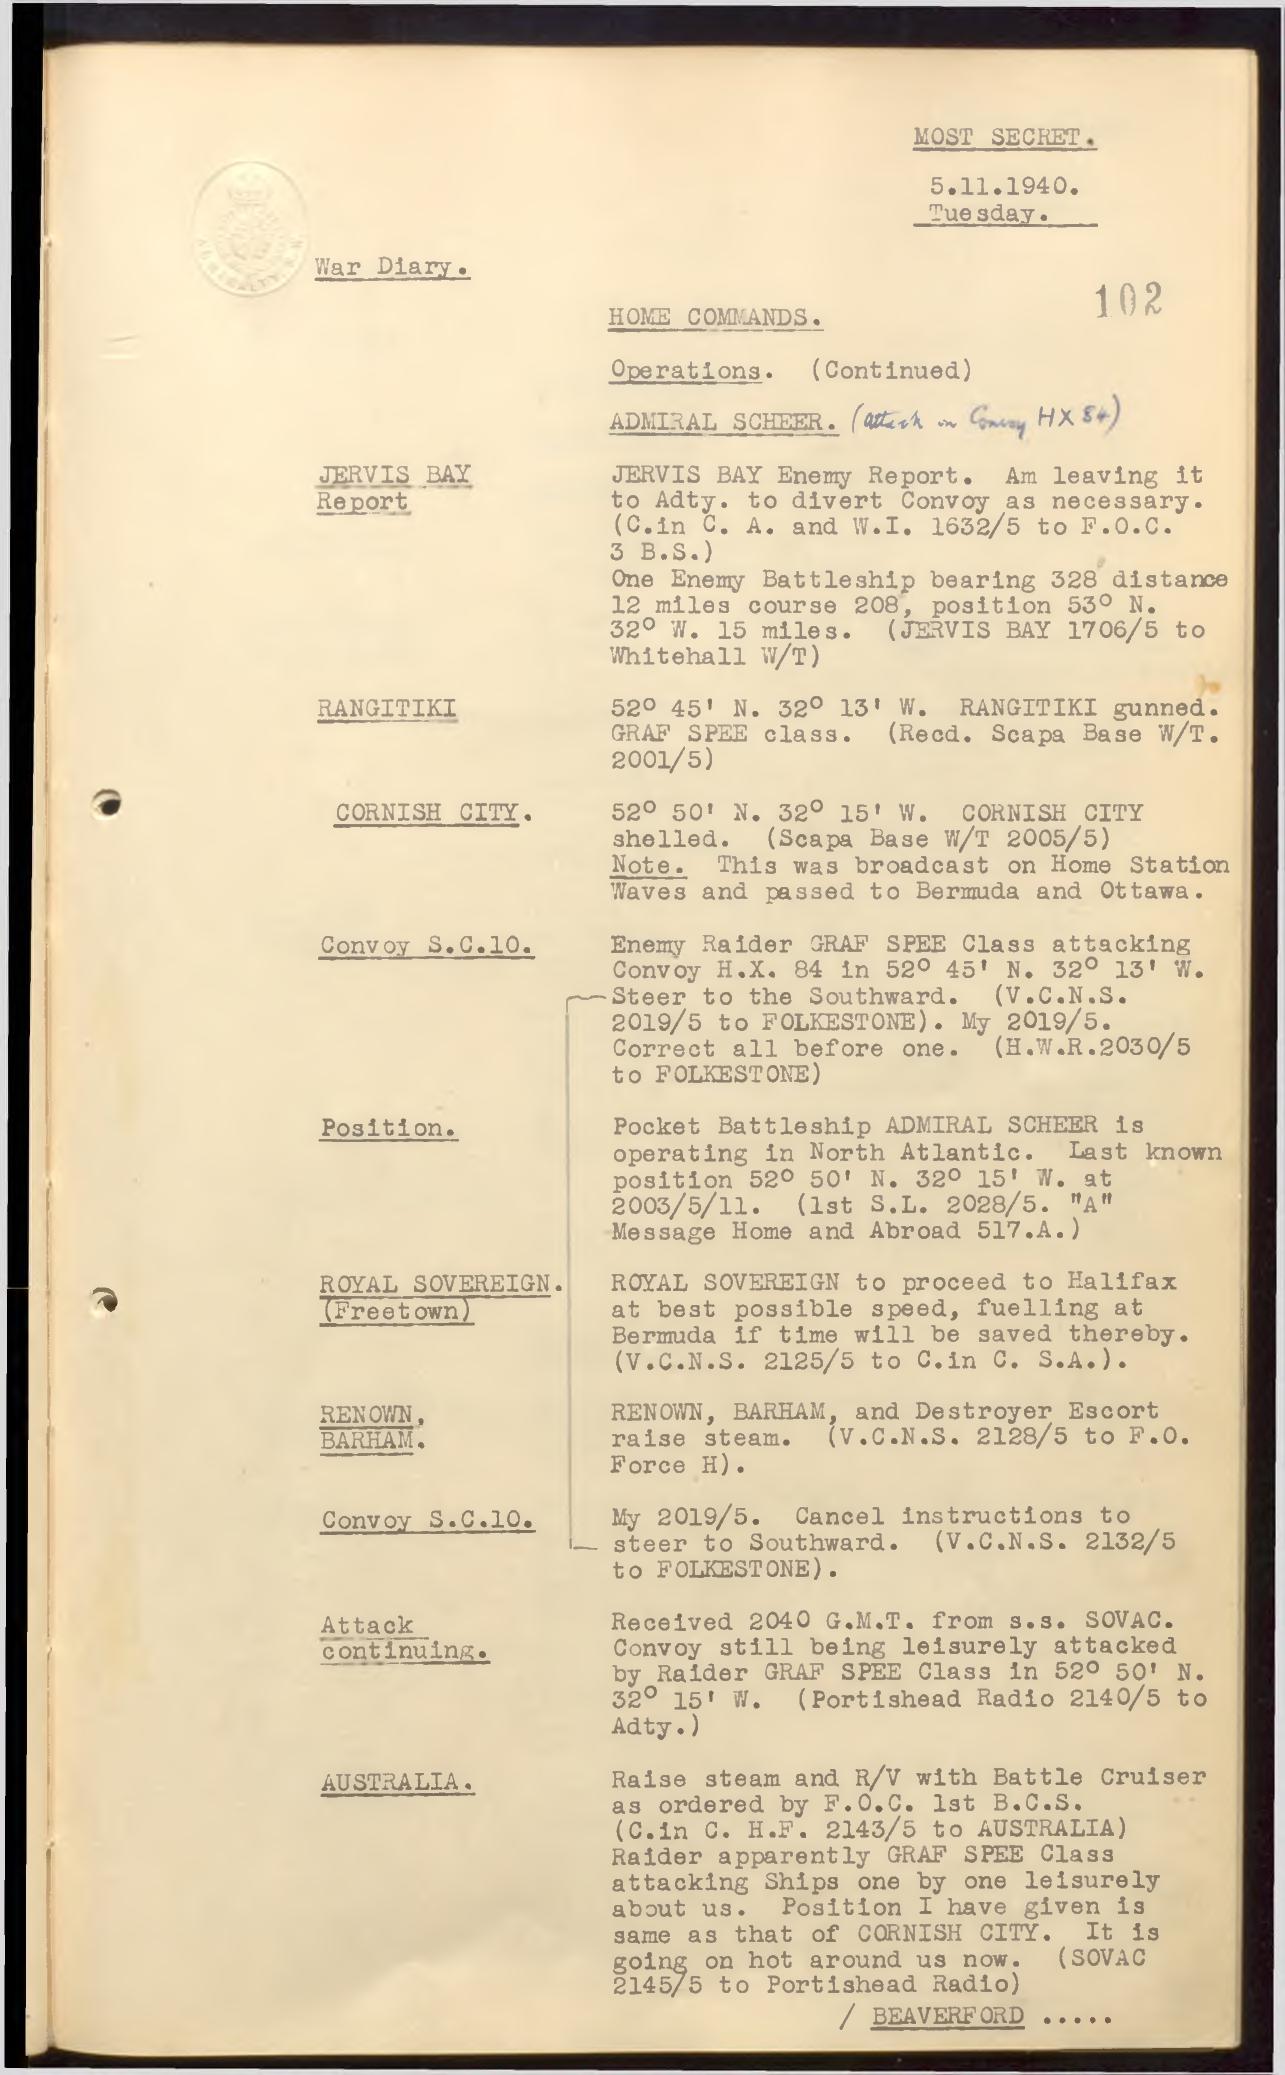 MOST SECRET.
5.11.1940.
Tuesday.
War Diary.
102
HOME COMMANDS.
Operations. (Continued)
ADMIRAL SCHEER. (Attack on Convoy HX 84)
JERVIS BAY
Report
JERVIS BAY Enemy Report. Am leaving it
to Adty. to divert Convoy as necessary.
(C.in C. A. and W.I. 1632/5 to F.O.C.
3 B.S.)
One Enemy Battleship bearing 328° distance
12 miles course 208°, position 53° N.
32° W. 15 miles. (JERVIS BAY 1706/5 to
Whitehall W/T)
RANGITIKI
52° 45' N. 32° 13' W. RANGITIKI gunned.
GRAF SPEE class. (Recd. Scapa Base W/T.
2001/5)
CORNISH CITY.
52° 50' N. 32° 15' W. CORNISH CITY
shelled. (Scapa Base W/T 2005/5)
Note. This was broadcast on Home Station
Waves and passed to Bermuda and Ottawa.
Convoy S.C.10.
Enemy Raider GRAF SPEE Class attacking
Convoy H.X. 84 in 52° 45' N. 32° 13' W.
Steer to the Southward. (V.C.N.S.
2019/5 to FOLKESTONE). My 2019/5.
Correct all before one. (H.W.R.2030/5
to FOLKESTONE)
Position.
Pocket Battleship ADMIRAL SCHEER is
operating in North Atlantic. Last known
position 52° 50' N. 32° 15' W. at
2003/5/11. (1st S.L. 2028/5. "A"
Message Home and Abroad 517.A.)
ROYAL SOVEREIGN.
(Freetown)
ROYAL SOVEREIGN to proceed to Halifax
at best possible speed, fuelling at
Bermuda if time will be saved thereby.
(V.C.N.S. 2125/5 to C.in C. S.A.).
RENOWN,
BARHAM.
RENOWN, BARHAM, and Destroyer Escort
raise steam. (V.C.N.S. 2128/5 to F.O.
Force H).
Convoy S.C.10.
My 2019/5. Cancel instructions to
steer to Southward. (V.C.N.S. 2132/5
to FOLKESTONE).
Attack
continuing.
Received 2040 G.M.T. from s.s. SOVAC.
Convoy still being leisurely attacked
by Raider GRAF SPEE Class in 52° 50' N.
32° 15' W. (Portishead Radio 2140/5 to
Adty.)
AUSTRALIA.
Raise steam and R/V with Battle Cruiser
as ordered by F.O.C. 1st B.C.S.
(C.in C. H.F. 2143/5 to AUSTRALIA)
Raider apparently GRAF SPEE Class
attacking Ships one by one leisurely
about us. Position I have given is
same as that of CORNISH CITY. It is
going on hot around us now. (SOVAC
2145/5 to Portishead Radio)
/ BEAVERFORD .....